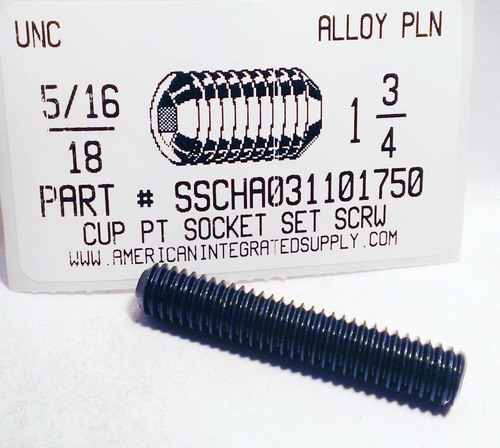 UNC ALLOY PLN
5/16
18
1 3/4
PART # SSCHA031101750
CUP PT SOCKET SET SCRW
WWW.AMERICANINTEGRATEDSUPPLY.COM